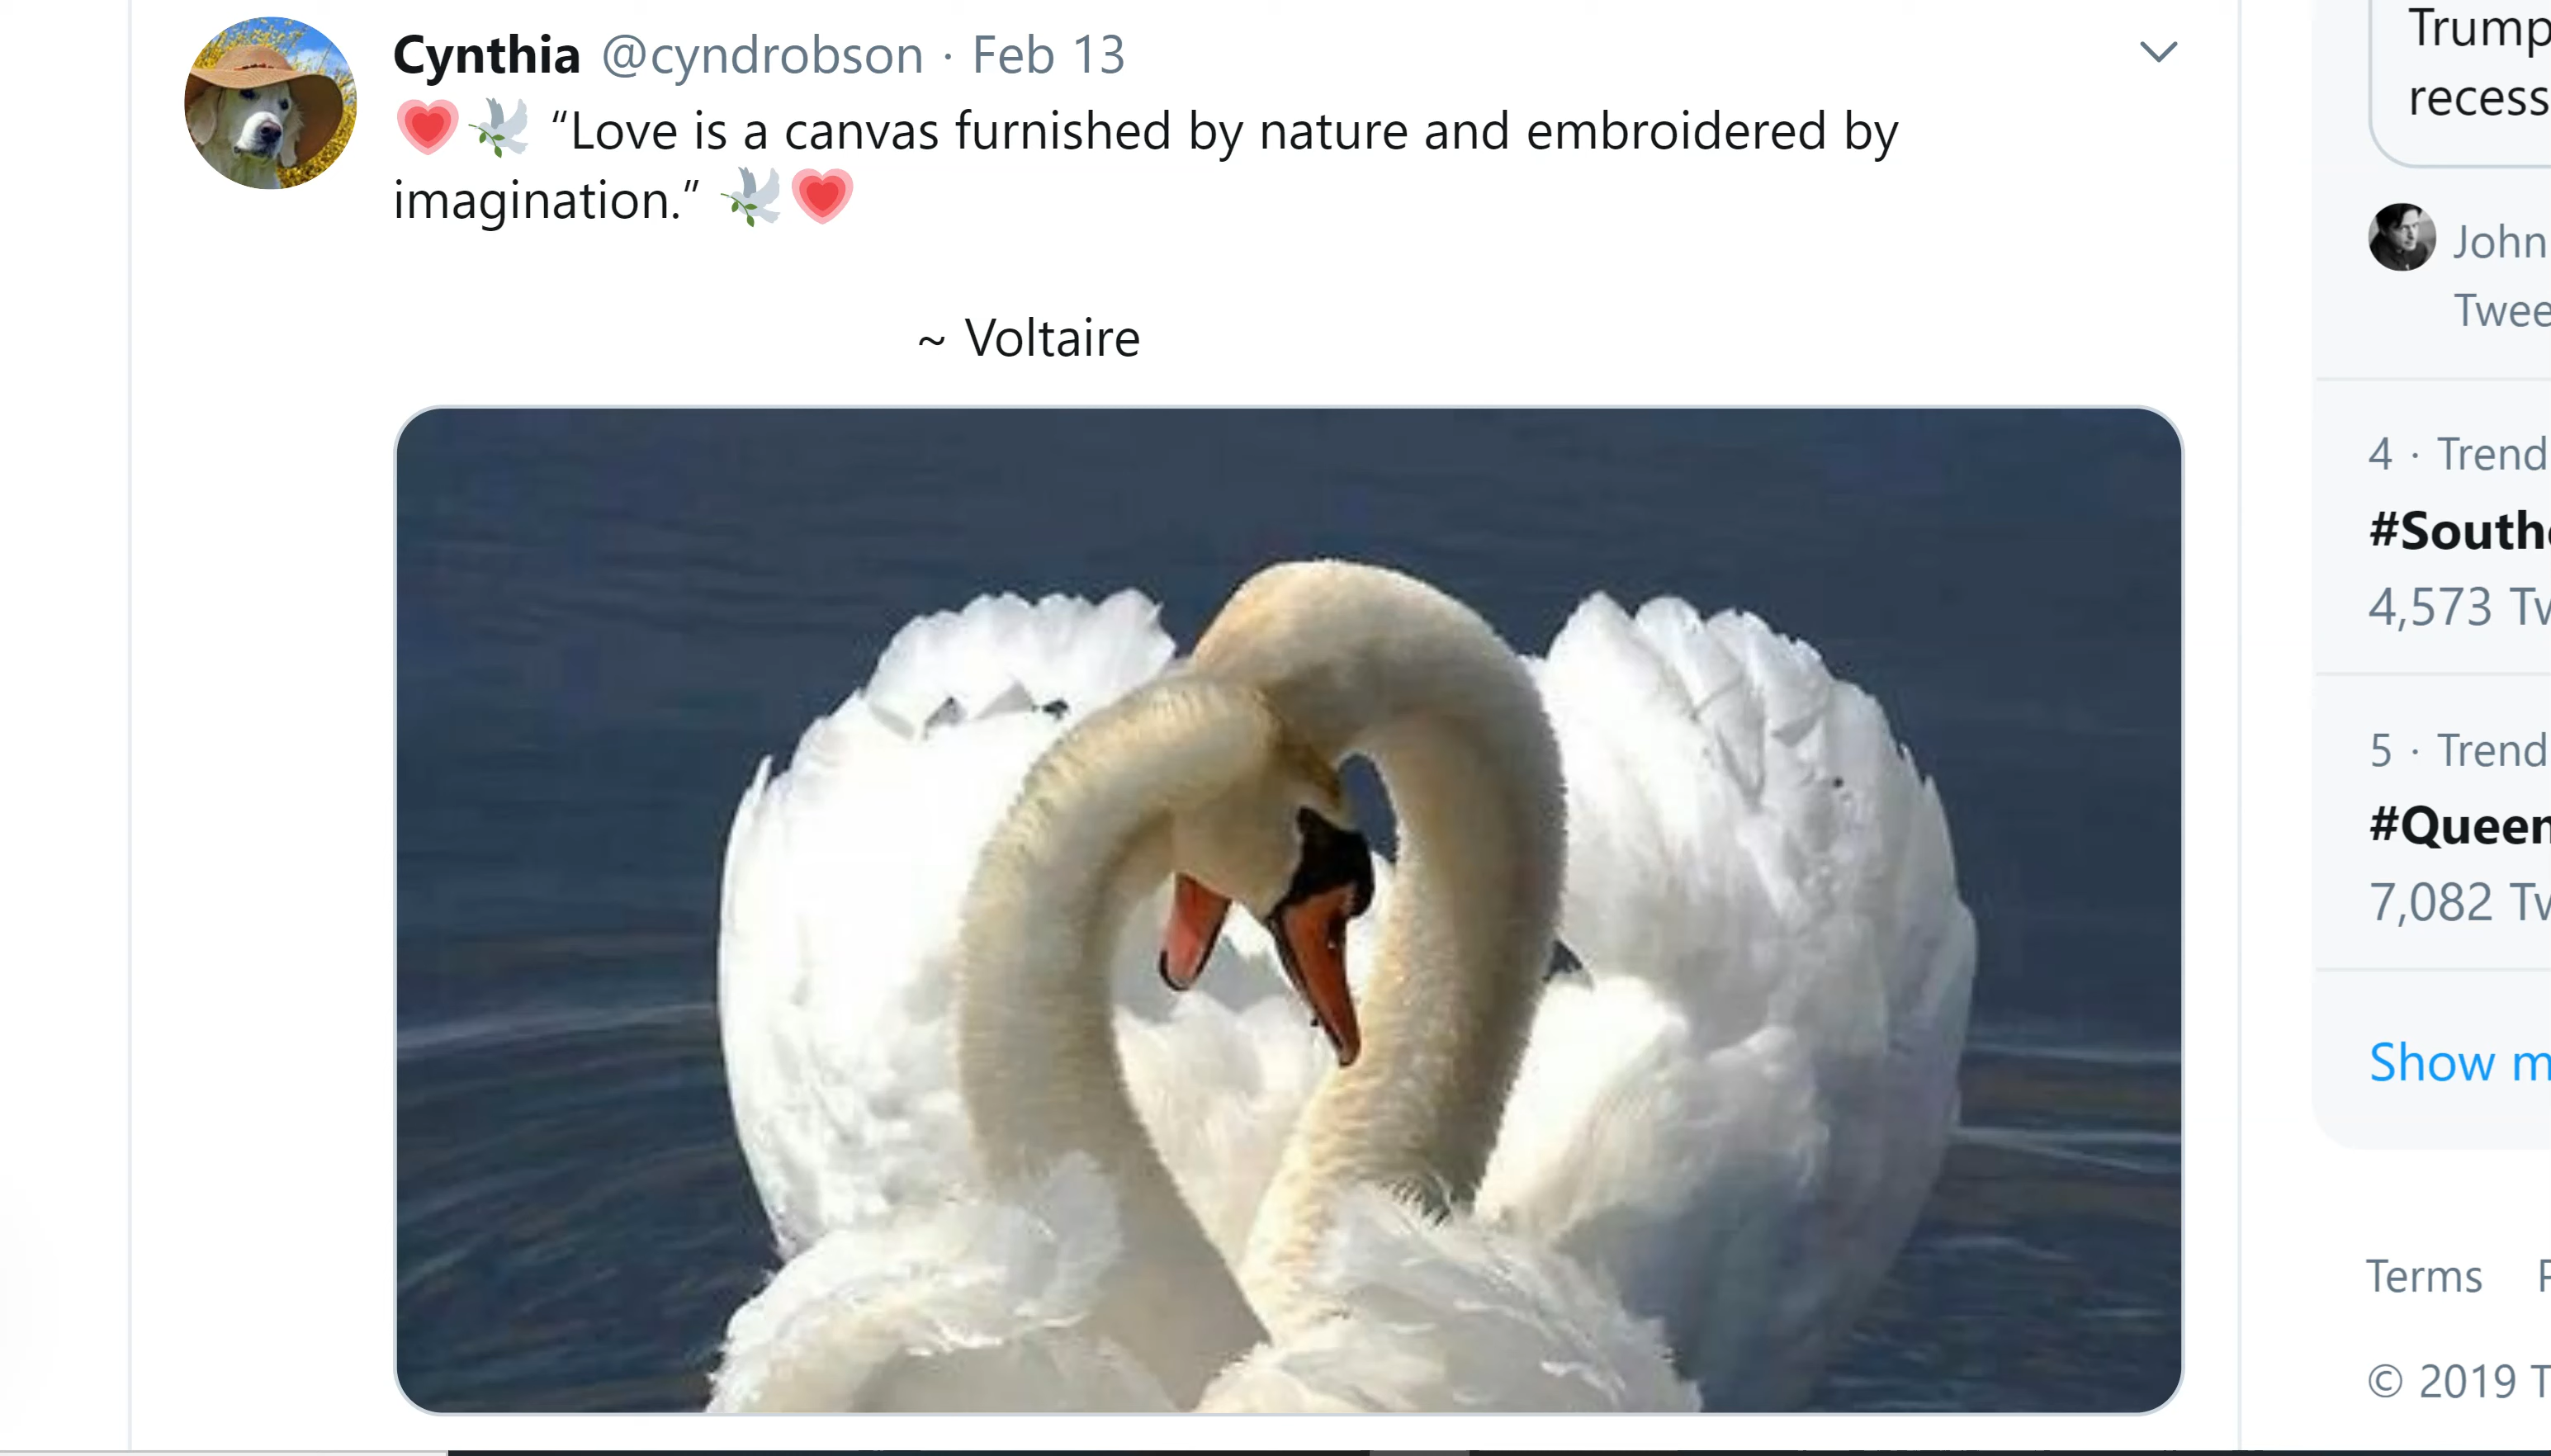 Cynthia @cyndrobson · Feb 13
❤️🕊️ “Love is a canvas furnished by nature and embroidered by
imagination.” 🕊️❤️
~ Voltaire
Trump
recess
John
Twee
4 · Trend
#South
4,573 Tw
5 · Trend
#Queen
7,082 Tw
Show m
Terms
© 2019 T